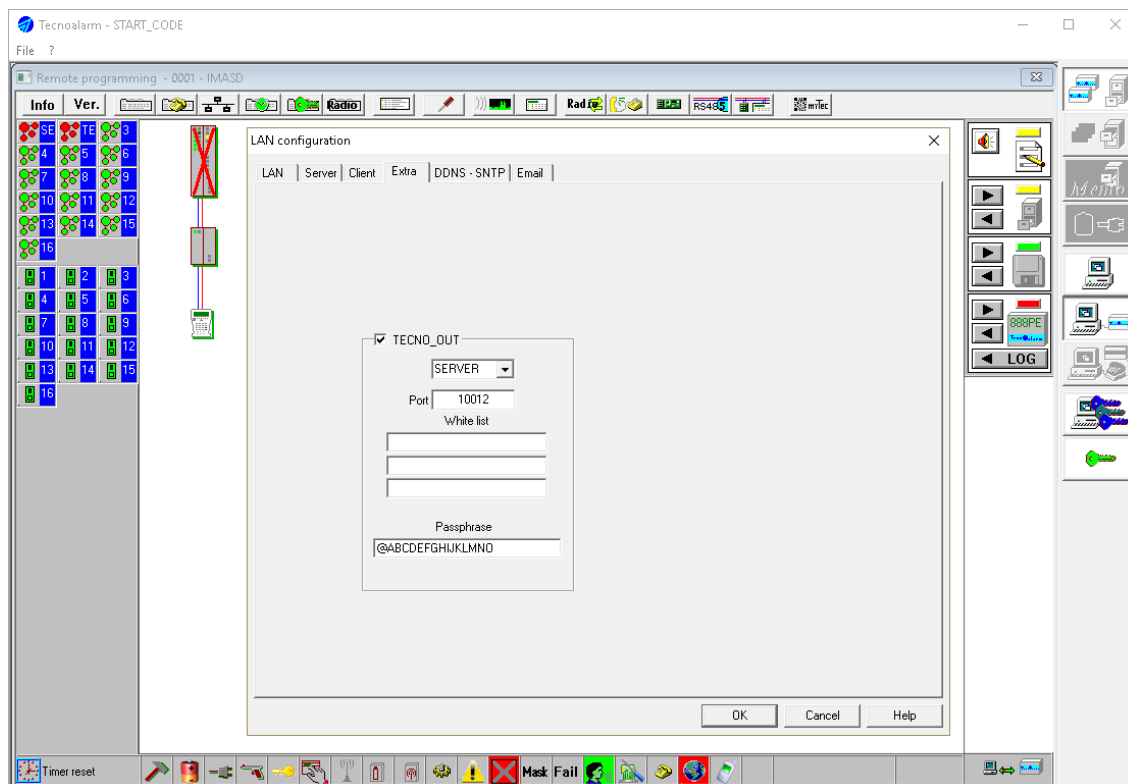 Tecnoalarm - START_CODE
File ?
Remote programming - 0001 - IMASD
Info Ver. Radio Rad RS485 mTec
SE TE 3
4 5 6
7 8 9
10 11 12
13 14 15
16
1 2 3
4 5 6
7 8 9
10 11 12
13 14 15
16
LAN configuration
LAN Server Client Extra DDNS - SNTP Email
TECNO_OUT
SERVER
Port 10012
White list
Passphrase
@ABCDEFGHIJKLMNO
OK Cancel Help
888PE
LOG
Memo
Timer reset
Mask Fail